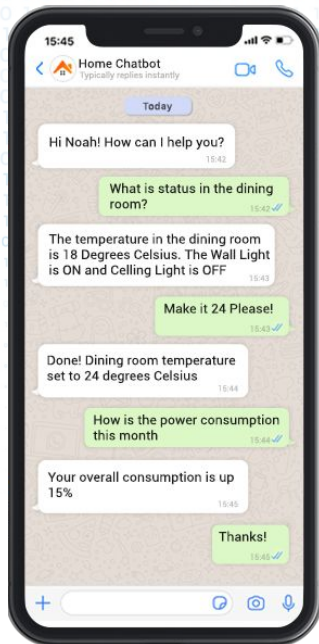 15:45
Home Chatbot
Typically replies instantly
Today
Hi Noah! How can I help you?
15:42
What is status in the dining
room?
15:42
The temperature in the dining room
is 18 Degrees Celsius. The Wall Light
is ON and Celling Light is OFF
15:43
Make it 24 Please!
15:43
Done! Dining room temperature
set to 24 degrees Celsius
15:44
How is the power consumption
this month
15:44
Your overall consumption is up
15%
15:45
Thanks!
15:45